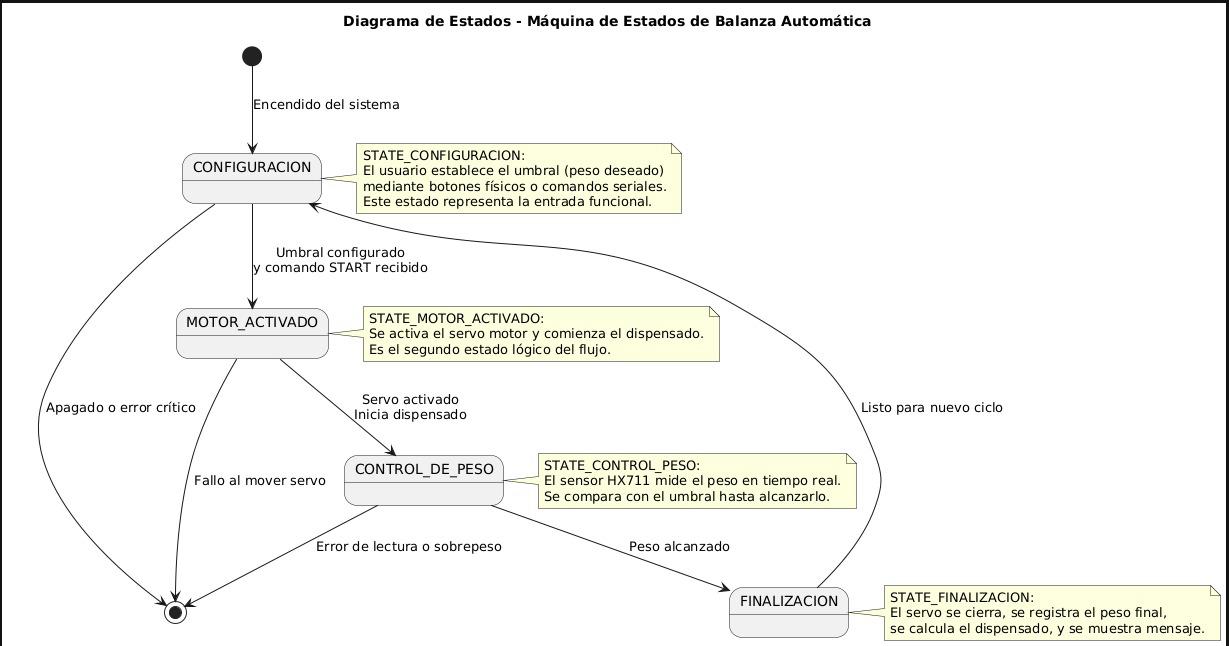 Diagrama de Estados - Máquina de Estados de Balanza Automática
Encendido del sistema
CONFIGURACION
STATE_CONFIGURACION:
El usuario establece el umbral (peso deseado)
mediante botones físicos o comandos seriales.
Este estado representa la entrada funcional.
Umbral configurado
y comando START recibido
MOTOR_ACTIVADO
STATE_MOTOR_ACTIVADO:
Se activa el servo motor y comienza el dispensado.
Es el segundo estado lógico del flujo.
Apagado o error crítico
Servo activado
Inicia dispensado
Listo para nuevo ciclo
Fallo al mover servo
CONTROL_DE_PESO
STATE_CONTROL_PESO:
El sensor HX711 mide el peso en tiempo real.
Se compara con el umbral hasta alcanzarlo.
Error de lectura o sobrepeso
Peso alcanzado
FINALIZACION
STATE_FINALIZACION:
El servo se cierra, se registra el peso final,
se calcula el dispensado, y se muestra mensaje.